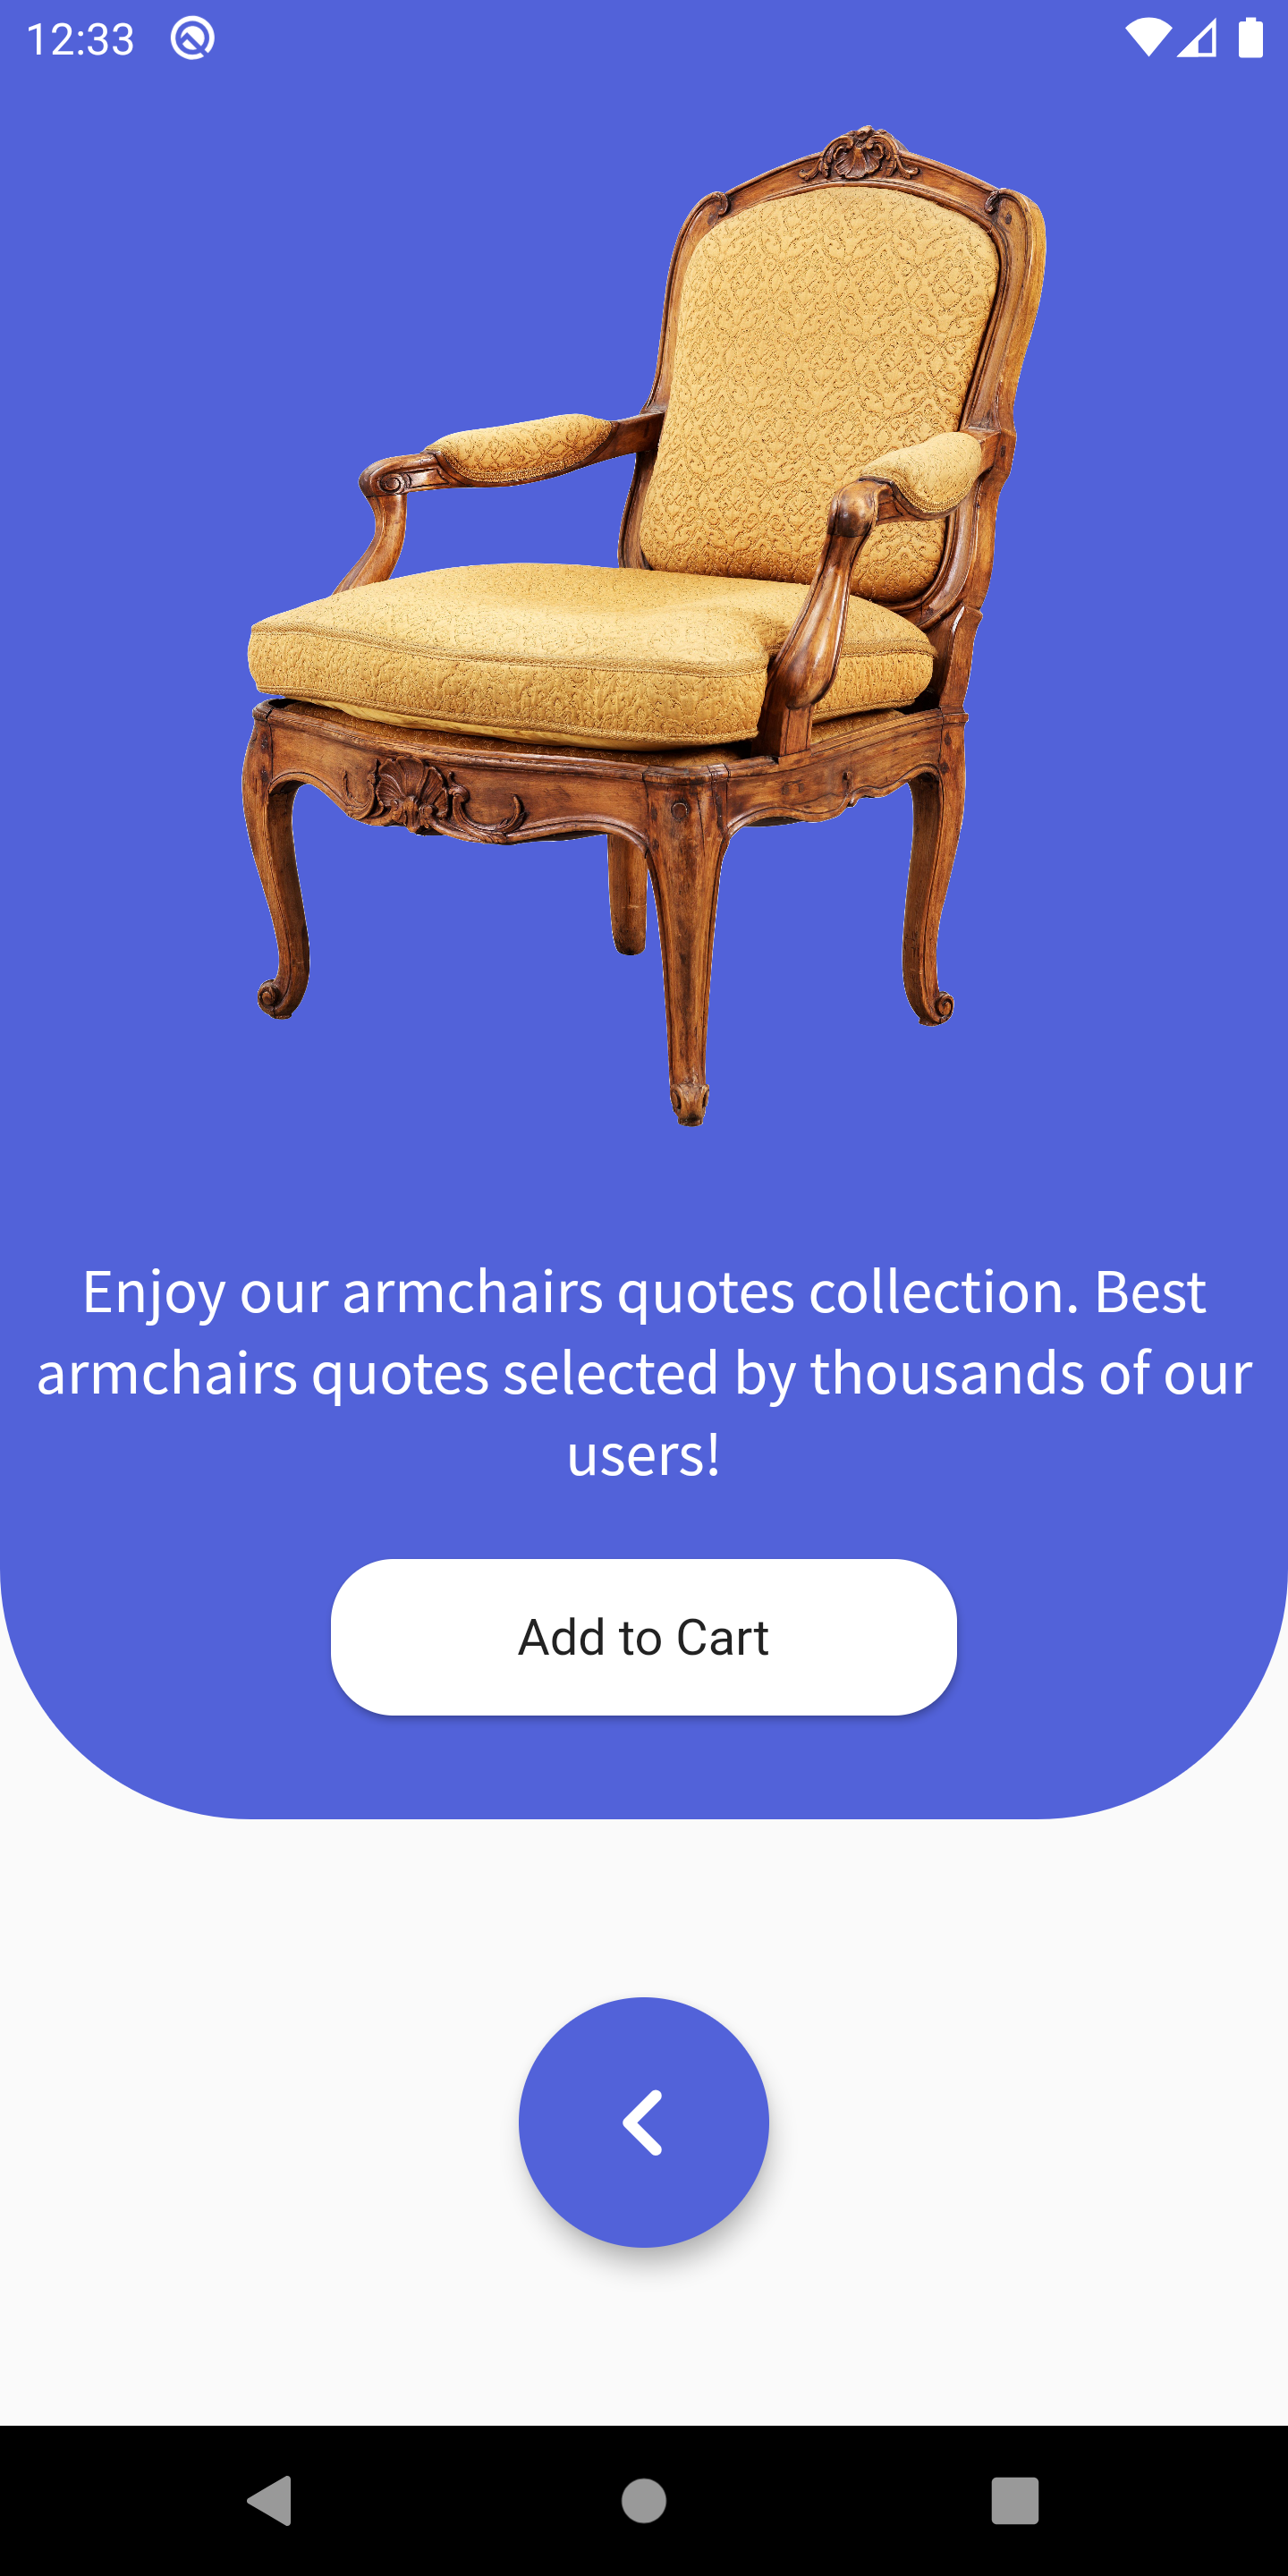 12:33
Enjoy our armchairs quotes collection. Best
armchairs quotes selected by thousands of our
users!
Add to Cart